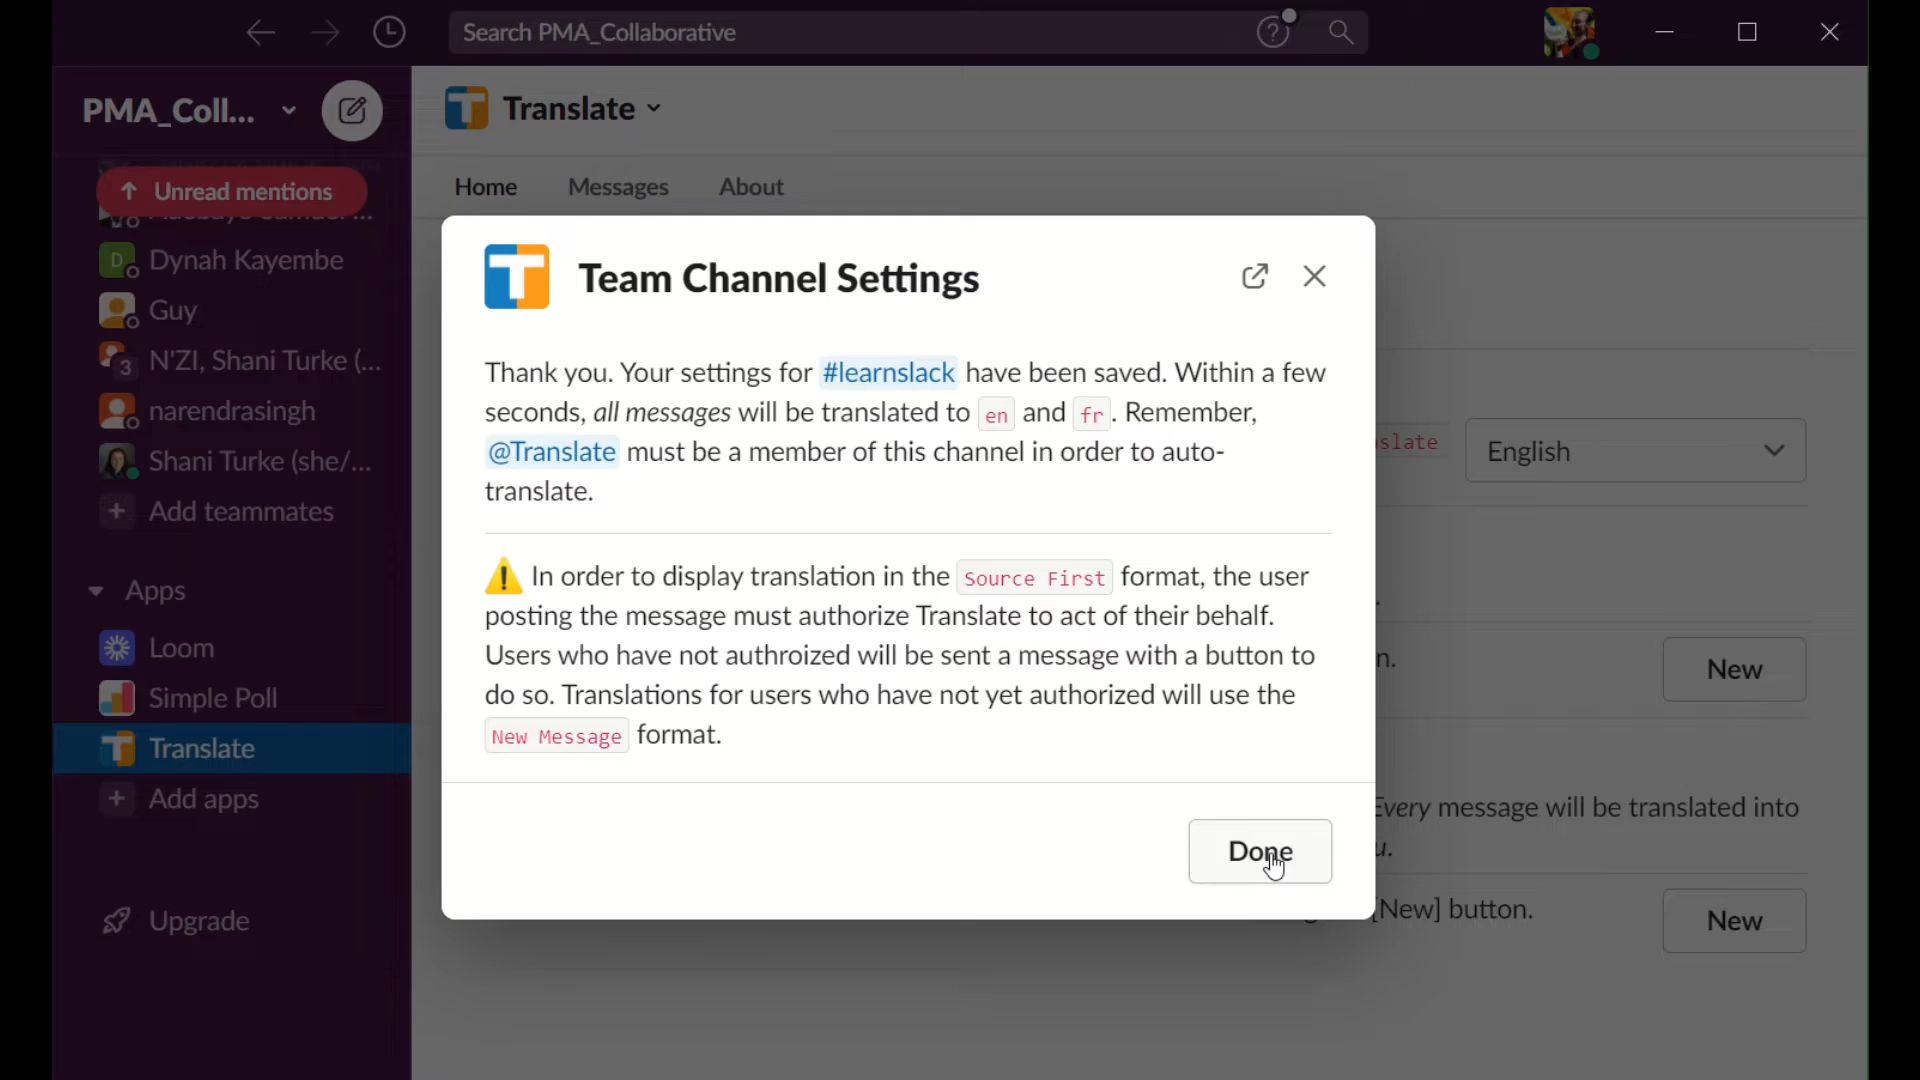 Search PMA_Collaborative
PMA_Coll...
Translate
Unread mentions
Home Messages About
Dynah Kayembe
Guy
3 N'ZI, Shani Turke (...
narendrasingh
Shani Turke (she/...
Add teammates
Apps
Loom
Simple Poll
Translate
Add apps
Upgrade
Team Channel Settings
Thank you. Your settings for #learnslack have been saved. Within a few
seconds, all messages will be translated to en and fr. Remember,
@Translate must be a member of this channel in order to auto-
translate.
In order to display translation in the Source First format, the user
posting the message must authorize Translate to act of their behalf.
Users who have not authroized will be sent a message with a button to
do so. Translations for users who have not yet authorized will use the
New Message format.
Done
slate English
n. New
Every message will be translated into
u.
[New] button. New